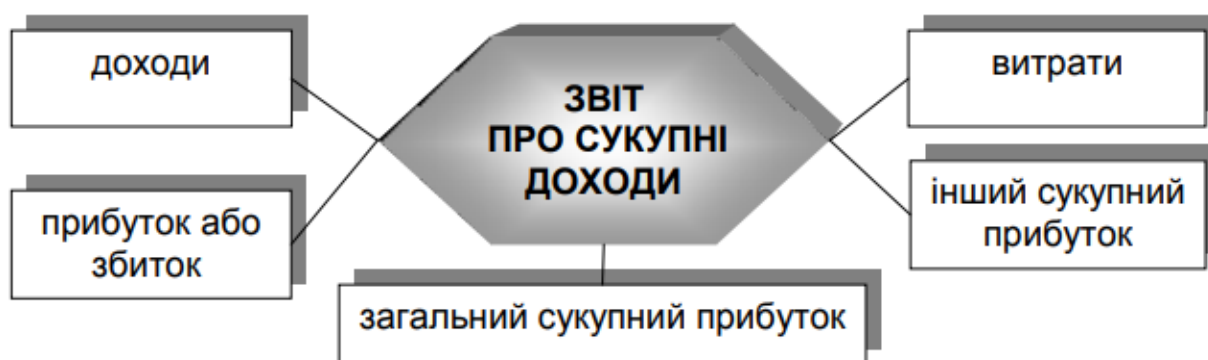 доходи
ЗВІТ
ПРО СУКУПНІ
ДОХОДИ
витрати
прибуток або
збиток
інший сукупний
прибуток
загальний сукупний прибуток